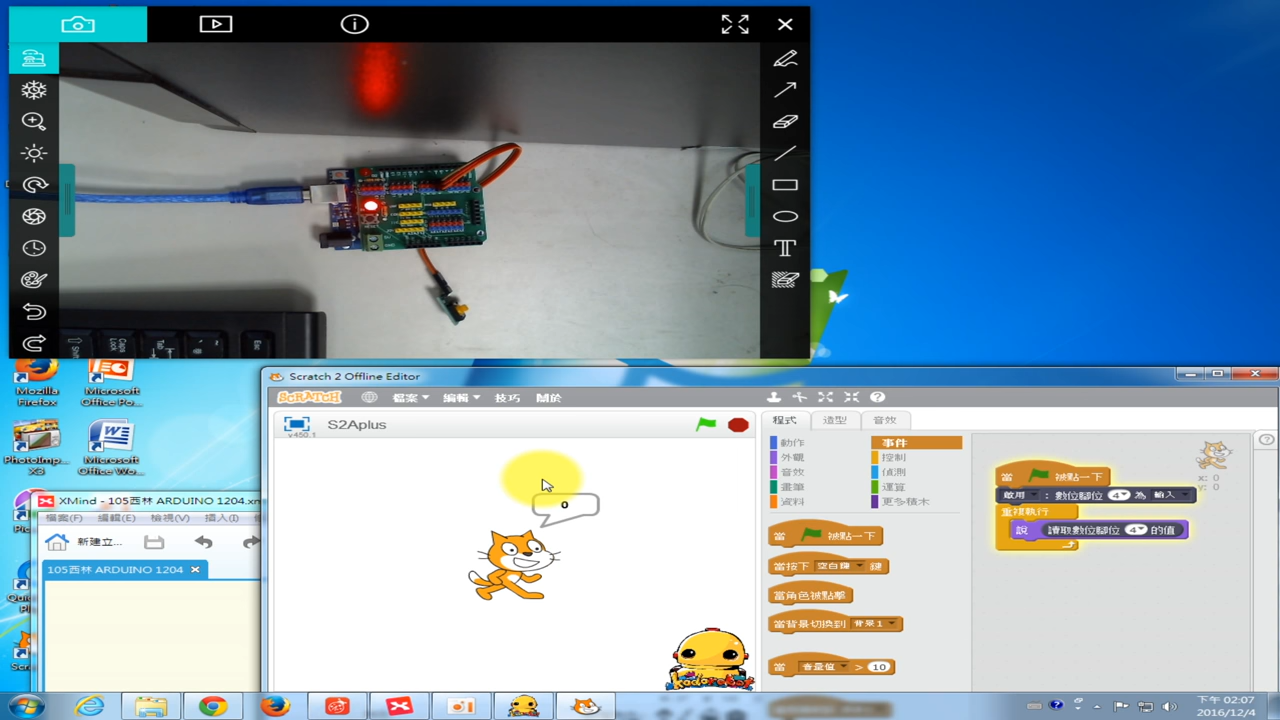 Mozilla
Firefox
Microsoft
Office Po...
PhotoImp...
X3
Microsoft
Office Wo...
XMind - 105西林 ARDUINO 1204.xm
檔案(F) 編輯(E) 檢視(V) 插入(I)
新建立...
105西林 ARDUINO 1204
Scratch 2 Offline Editor
SCRATCH 檔案 編輯 技巧 關於
S2Aplus
v450.1
0
程式 造型 音效
動作 事件
外觀 控制
音效 偵測
畫筆 運算
資料 更多積木
當 被點一下
當按下 空白鍵 鍵
當角色被點擊
當背景切換到 背景1
當 音量值 > 10
當 被點一下
啟用 : 數位腳位 4 為 輸入
重複執行
說 讀取數位腳位 4 的值
x: 0
y: 0
下午 02:07
2016/12/4